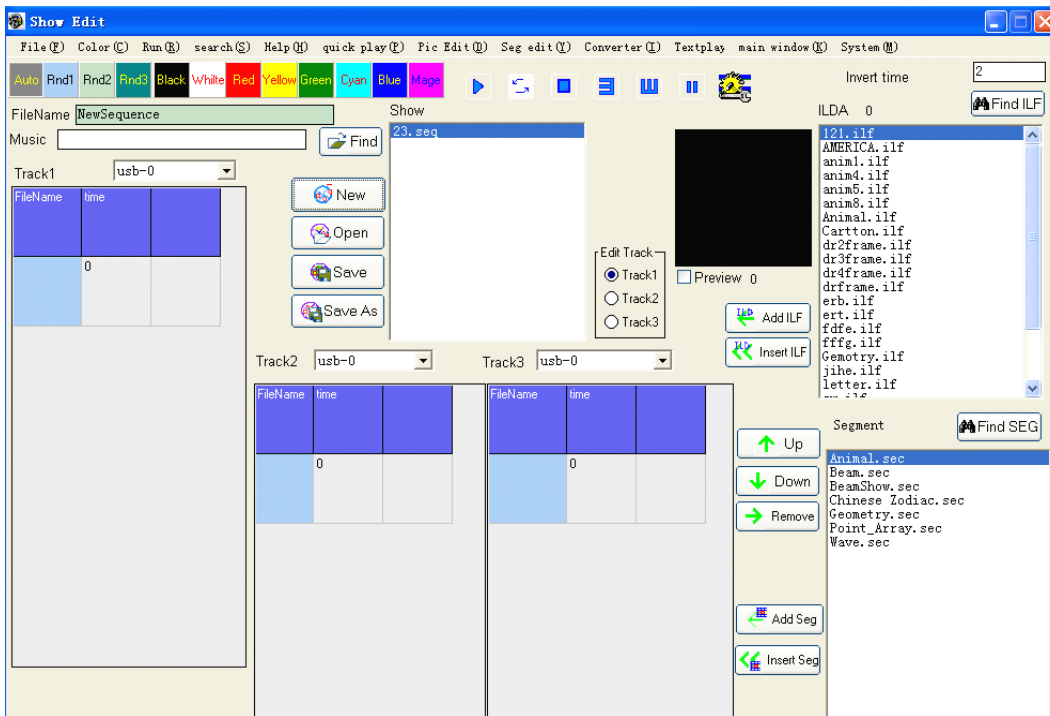 Show Edit
File(F) Color(C) Run(R) search(S) Help(H) quick play(P) Pic Edit(D) Seg edit(Y) Converter(I) Textplay main window(K) System(M)
Auto Rnd1 Rnd2 Rnd3 Black White Red Yellow Green Cyan Blue Mage
Invert time 2
FileName NewSequence
Show
ILDA 0
Find ILF
Music
Find
23.seq
Track1 usb-0
FileName time
0
New
Open
Save
Save As
Edit Track
Track1
Track2
Track3
Preview 0
Add ILF
Insert ILF
121.ilf
AMERICA.ilf
anim1.ilf
anim4.ilf
anim5.ilf
anim8.ilf
Animal.ilf
Cartton.ilf
dr2frame.ilf
dr3frame.ilf
dr4frame.ilf
drframe.ilf
erb.ilf
ert.ilf
fdfe.ilf
fffg.ilf
Gemotry.ilf
jihe.ilf
letter.ilf
Track2 usb-0
Track3 usb-0
FileName time
0
FileName time
0
Up
Down
Remove
Add Seg
Insert Seg
Segment
Find SEG
Animal.sec
Beam.sec
BeamShow.sec
Chinese Zodiac.sec
Geometry.sec
Point_Array.sec
Wave.sec